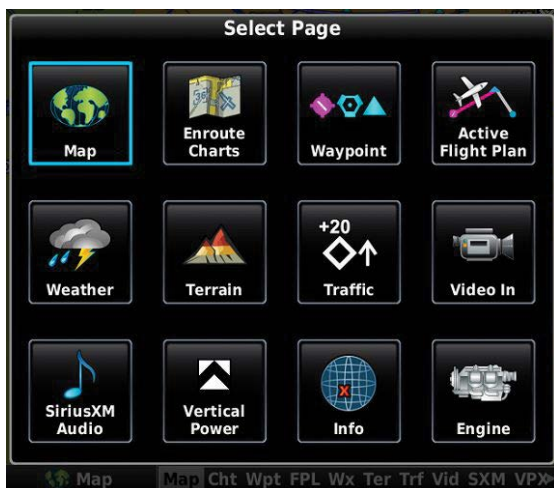 Select Page
Map
Enroute
Charts
Waypoint
Active
Flight Plan
Weather
Terrain
+20
Traffic
Video In
SiriusXM
Audio
Vertical
Power
X
Info
Engine
Map Map Cht Wpt FPL Wx Ter Trf Vid SXM VPX